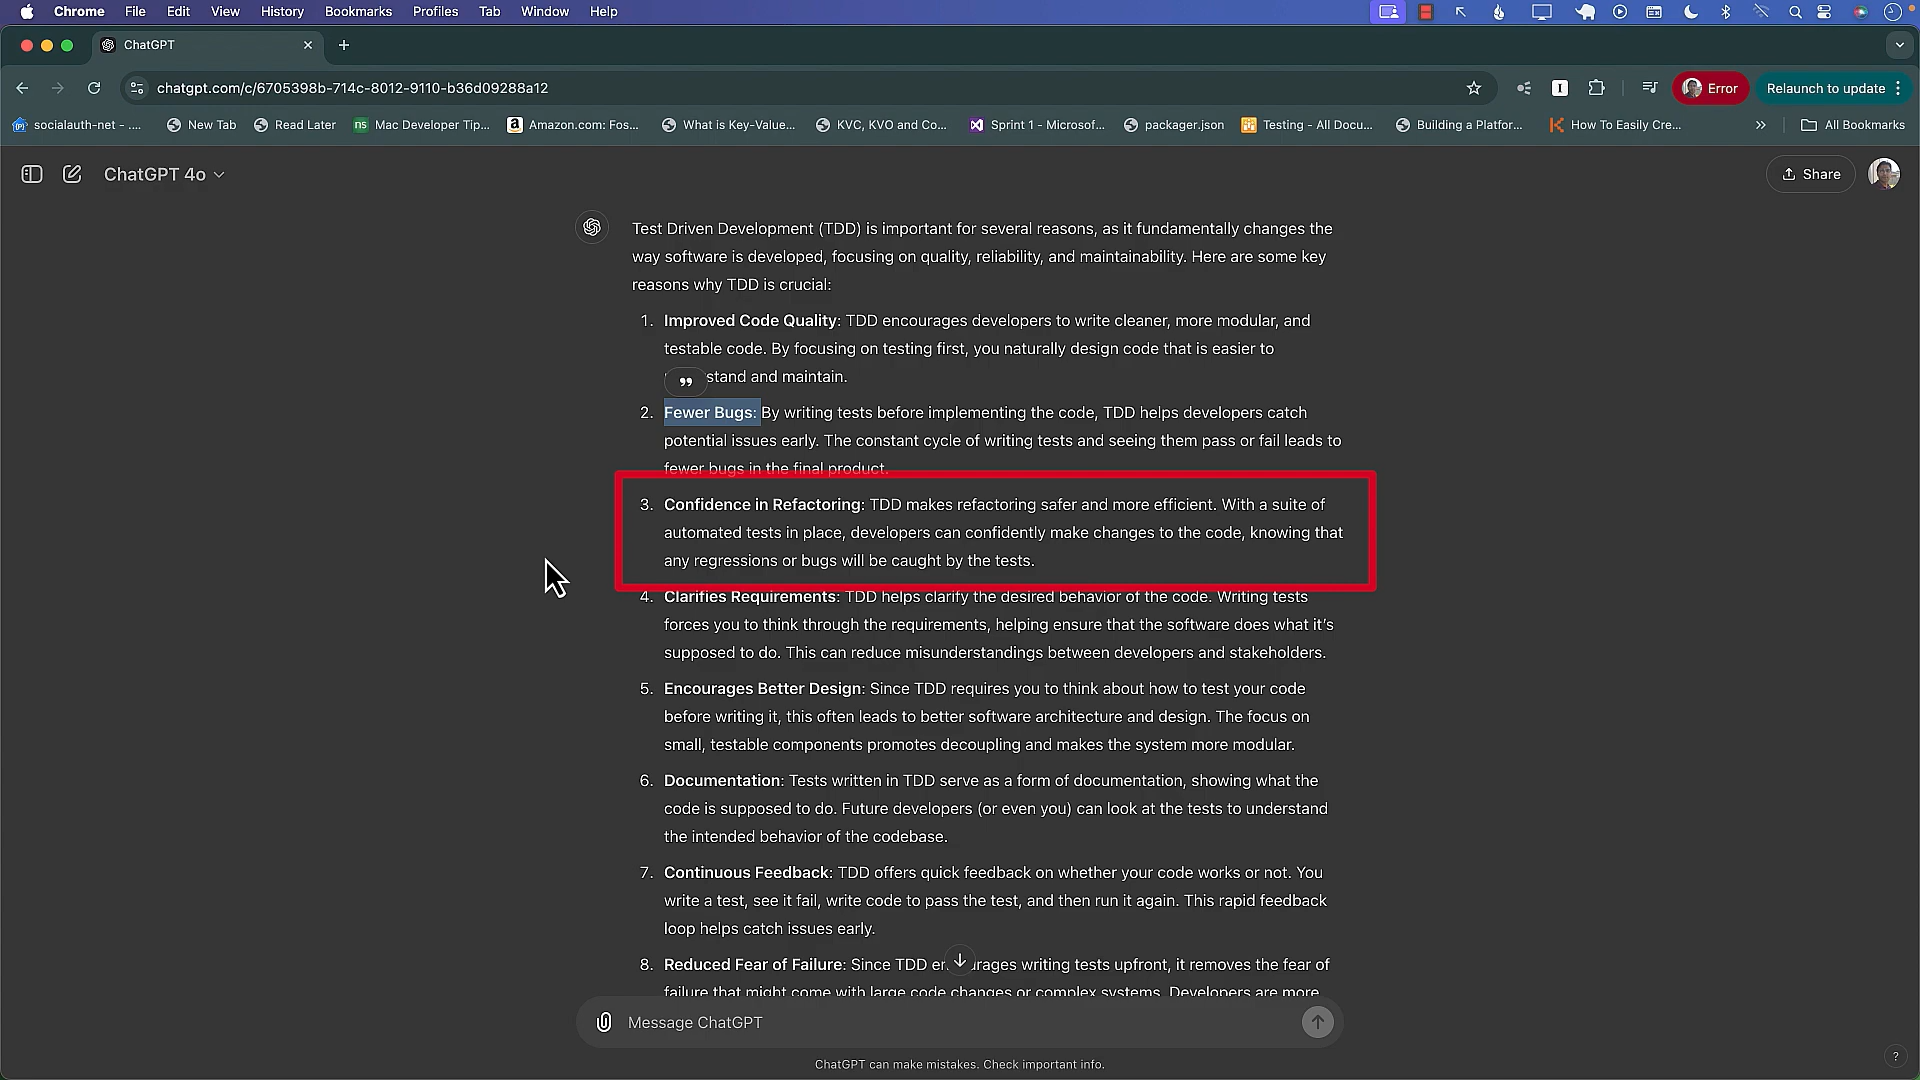 Chrome File Edit View History Bookmarks Profiles Tab Window Help
ChatGPT
chatgpt.com/c/6705398b-714c-8012-9110-b36d09288a12
Error
Relaunch to update
socialauth-net - .... New Tab Read Later Mac Developer Tip... Amazon.com: Fos... What is Key-Value... KVC, KVO and Co... Sprint 1 - Microsof... packager.json Testing - All Docu... Building a Platfor... How To Easily Cre... » All Bookmarks
ChatGPT 4o
Share
Test Driven Development (TDD) is important for several reasons, as it fundamentally changes the
way software is developed, focusing on quality, reliability, and maintainability. Here are some key
reasons why TDD is crucial:
1. Improved Code Quality: TDD encourages developers to write cleaner, more modular, and
testable code. By focusing on testing first, you naturally design code that is easier to
stand and maintain.
2. Fewer Bugs: By writing tests before implementing the code, TDD helps developers catch
potential issues early. The constant cycle of writing tests and seeing them pass or fail leads to
fewer bugs in the final product.
3. Confidence in Refactoring: TDD makes refactoring safer and more efficient. With a suite of
automated tests in place, developers can confidently make changes to the code, knowing that
any regressions or bugs will be caught by the tests.
4. Clarifies Requirements: TDD helps clarify the desired behavior of the code. Writing tests
forces you to think through the requirements, helping ensure that the software does what it's
supposed to do. This can reduce misunderstandings between developers and stakeholders.
5. Encourages Better Design: Since TDD requires you to think about how to test your code
before writing it, this often leads to better software architecture and design. The focus on
small, testable components promotes decoupling and makes the system more modular.
6. Documentation: Tests written in TDD serve as a form of documentation, showing what the
code is supposed to do. Future developers (or even you) can look at the tests to understand
the intended behavior of the codebase.
7. Continuous Feedback: TDD offers quick feedback on whether your code works or not. You
write a test, see it fail, write code to pass the test, and then run it again. This rapid feedback
loop helps catch issues early.
8. Reduced Fear of Failure: Since TDD writing tests upfront, it removes the fear of
failure that might come with large code changes or complex systems. Developers are more
Message ChatGPT
ChatGPT can make mistakes. Check important info.
?